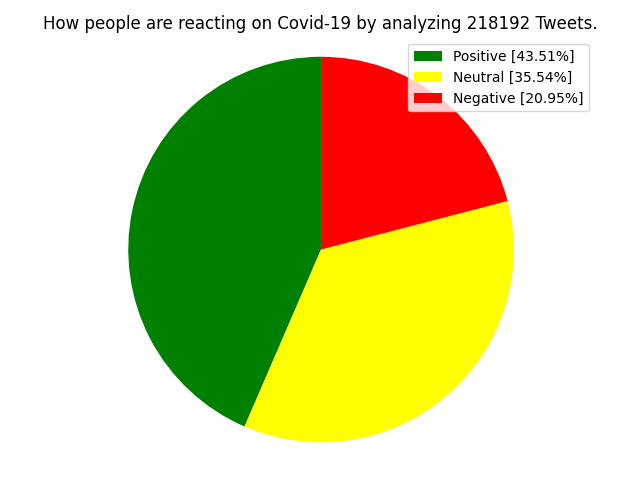 How people are reacting on Covid-19 by analyzing 218192 Tweets.
Positive [43.51%]
Neutral [35.54%]
Negative [20.95%]